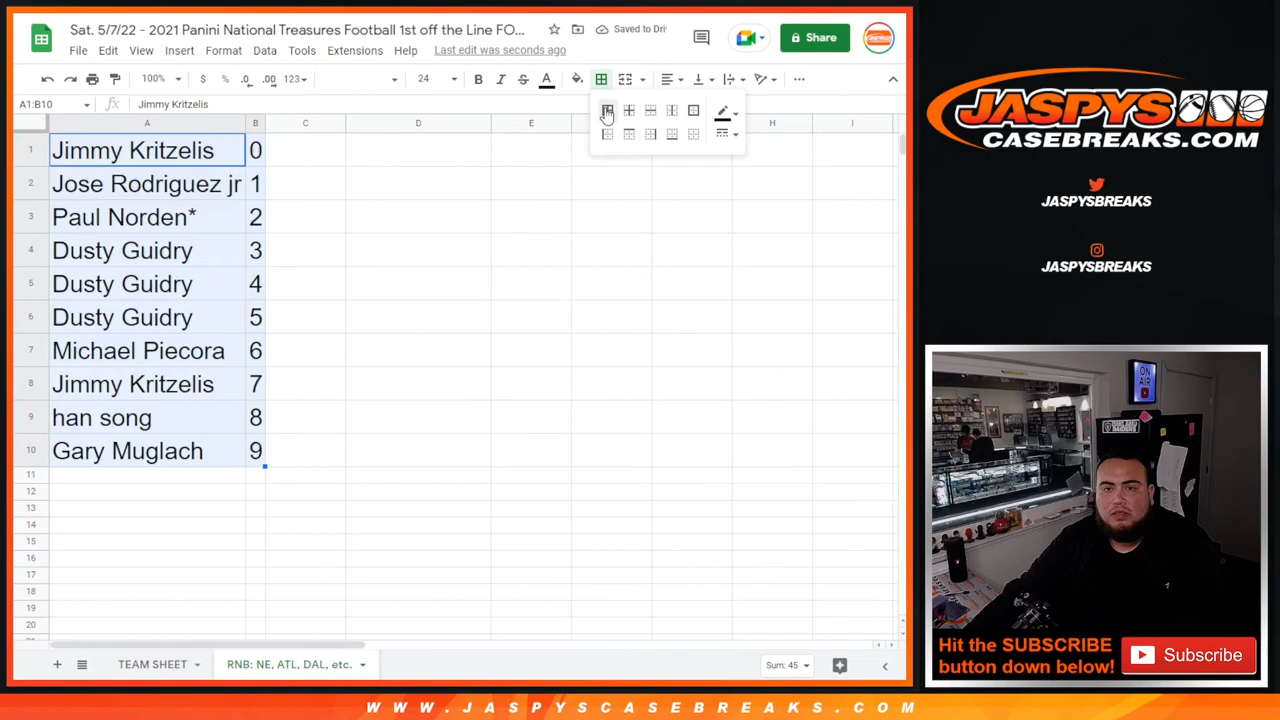 Sat. 5/7/22 - 2021 Panini National Treasures Football 1st off the Line FO...
Saved to Dri
Share
File Edit View Insert Format Data Tools Extensions Help Last edit was seconds ago
100% $ % .0 .00 123 24 B I S A
A1:B10 fx Jimmy Kritzelis
A B C D E H I
1 Jimmy Kritzelis 0
2 Jose Rodriguez jr 1
3 Paul Norden* 2
4 Dusty Guidry 3
5 Dusty Guidry 4
6 Dusty Guidry 5
7 Michael Piecora 6
8 Jimmy Kritzelis 7
9 han song 8
10 Gary Muglach 9
11
12
13
14
15
16
17
18
19
20
TEAM SHEET RNB: NE, ATL, DAL, etc. Sum: 45
JASPYS
CASEBREAKS.COM
JASPYSBREAKS
JASPYSBREAKS
ON
AIR
Hit the SUBSCRIBE
button down below!
Subscribe
WWW.JASPYSCASEBREAKS.COM